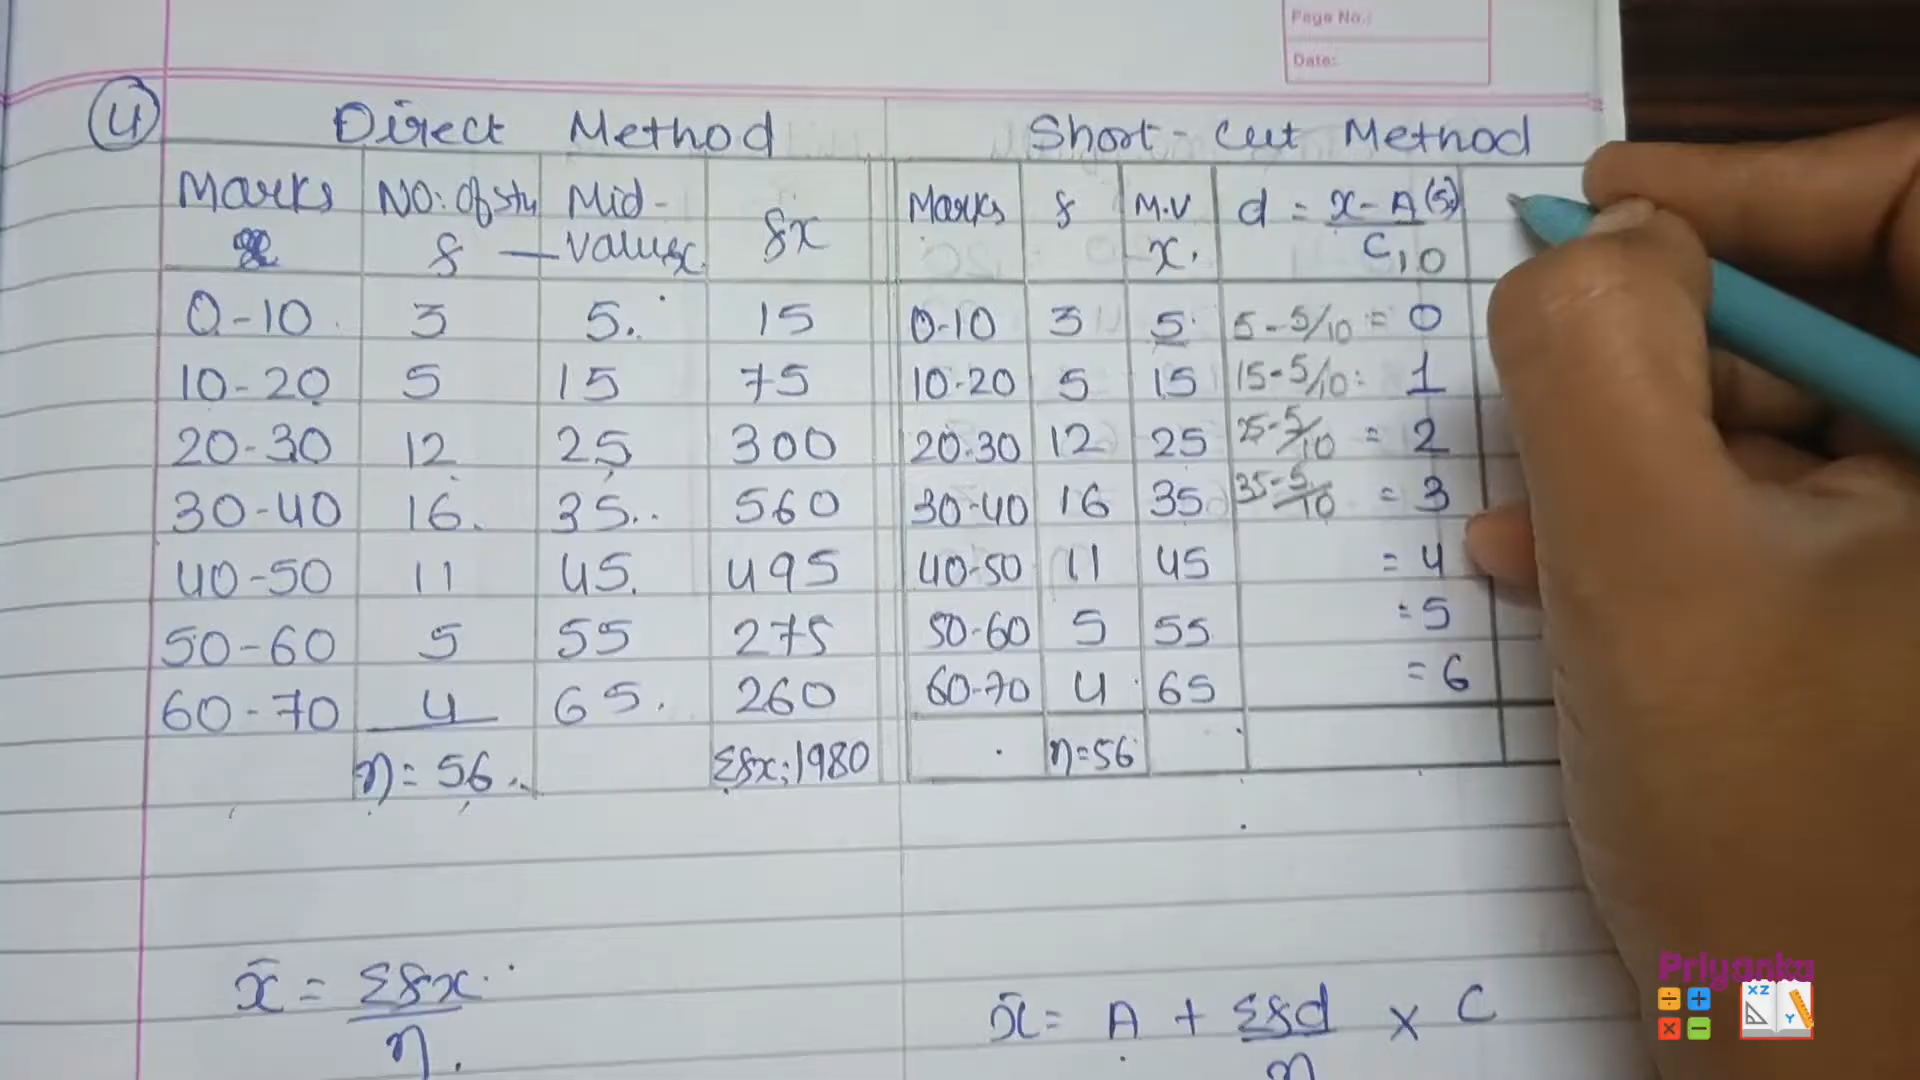 Page No.:
Date:
4
Direct Method
Short-Cut Method
Marks | No: Of stu f | Mid-values x | fx
0-10 | 3 | 5. | 15
10-20 | 5 | 15 | 75
20-30 | 12 | 25 | 300
30-40 | 16. | 35.. | 560
40-50 | 11 | 45. | 495
50-60 | 5 | 55 | 275
60-70 | 4 | 65. | 260
n = 56. | Σfx: 1980
x̄ = Σfx / n.
Marks | f | M.V x. | d = x - A(5) / C, 10
0-10 | 3 | 5 | 5-5/10 = 0
10-20 | 5 | 15 | 15-5/10: 1
20-30 | 12 | 25 | 25-5/10 = 2
30-40 | 16 | 35 | 35-5/10 = 3
40-50 | 11 | 45 | = 4
50-60 | 5 | 55 | = 5
60-70 | 4 | 65 | = 6
n=56
x̄ = A + Σfd / n × C
Priyanka
XZ
Y